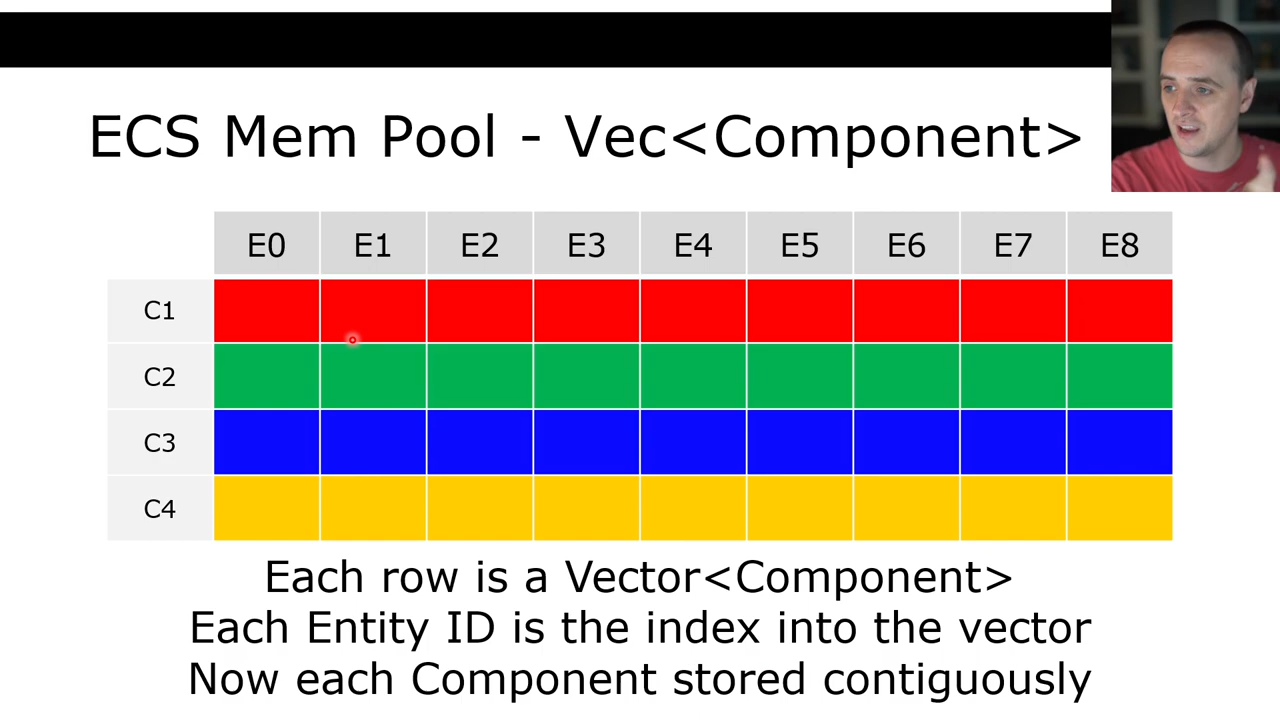 ECS Mem Pool - Vec<Component>
E0 E1 E2 E3 E4 E5 E6 E7 E8
C1
C2
C3
C4
Each row is a Vector<Component>
Each Entity ID is the index into the vector
Now each Component stored contiguously